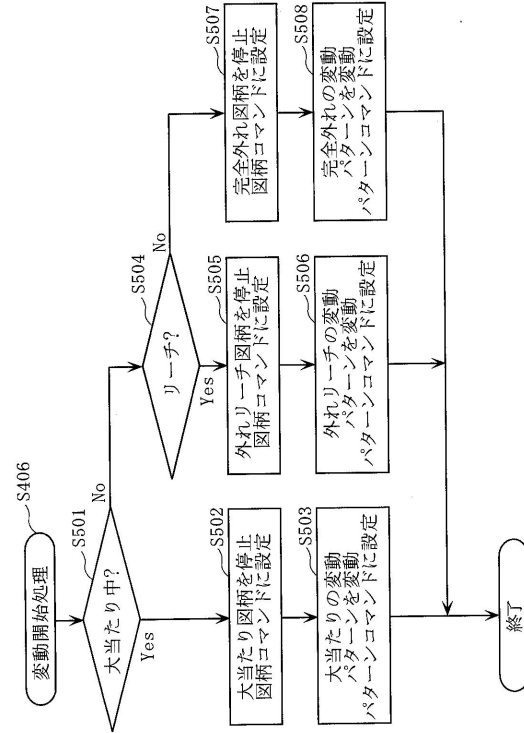 変動開始処理
S406
大当たり中?
S501
No
Yes
大当たり図柄を停止
図柄コマンドに設定
S502
大当たりの変動
パターンを変動
パターンコマンドに設定
S503
リーチ?
S504
No
Yes
外れリーチ図柄を停止
図柄コマンドに設定
S505
外れリーチの変動
パターンを変動
パターンコマンドに設定
S506
完全外れ図柄を停止
図柄コマンドに設定
S507
完全外れの変動
パターンを変動
パターンコマンドに設定
S508
終了